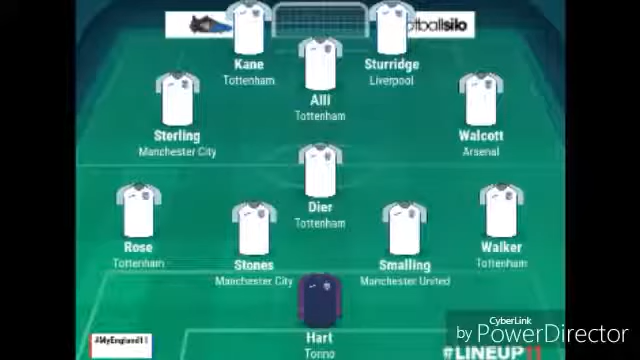 otballsilo
Kane
Tottenham
Sturridge
Liverpool
Alli
Tottenham
Sterling
Manchester City
Walcott
Arsenal
Dier
Tottenham
Rose
Tottenham
Stones
Manchester City
Smalling
Manchester United
Walker
Tottenham
Hart
Torino
#MyEngland11
#LINEUP11
CyberLink
by PowerDirector